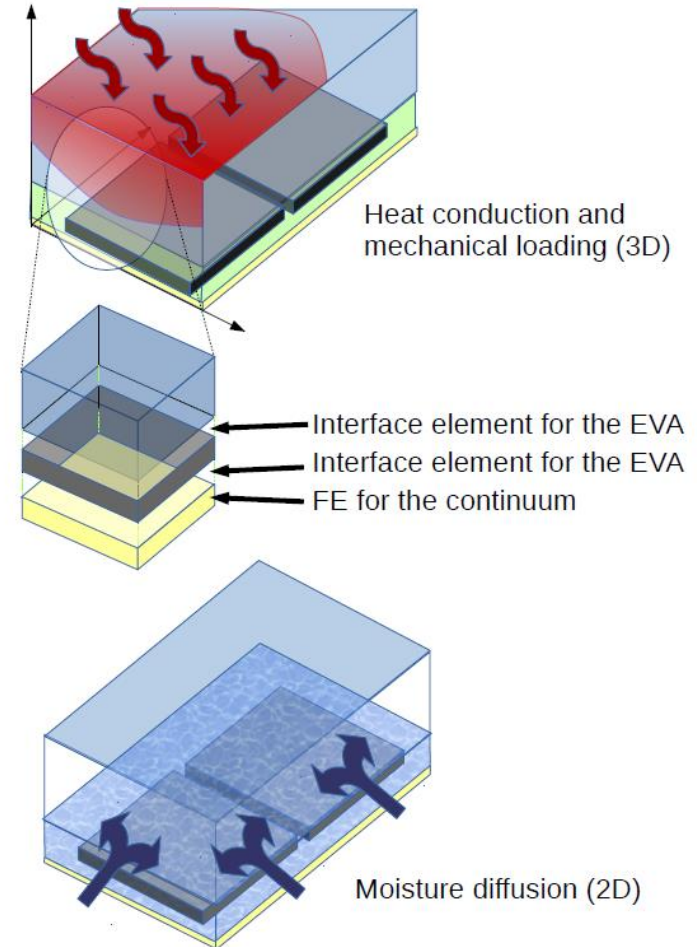 Heat conduction and
mechanical loading (3D)
Interface element for the EVA
Interface element for the EVA
FE for the continuum
Moisture diffusion (2D)